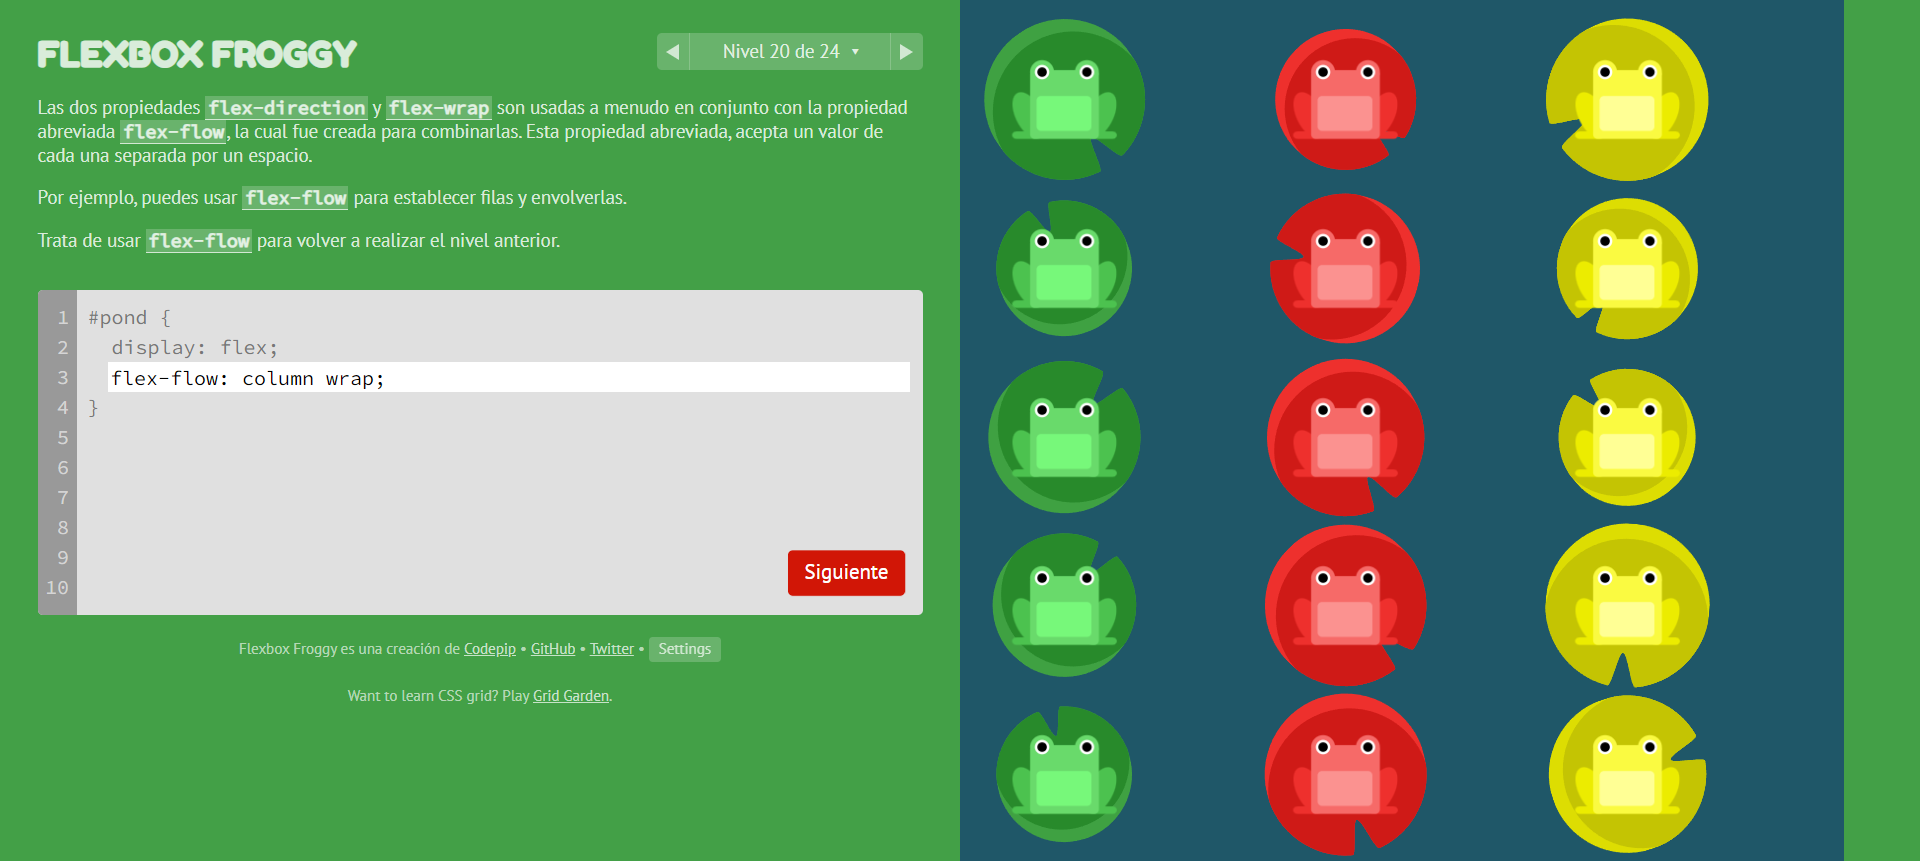 FLEXBOX FROGGY
Nivel 20 de 24
Las dos propiedades flex-direction y flex-wrap son usadas a menudo en conjunto con la propiedad
abreviada flex-flow, la cual fue creada para combinarlas. Esta propiedad abreviada, acepta un valor de
cada una separada por un espacio.
Por ejemplo, puedes usar flex-flow para establecer filas y envolverlas.
Trata de usar flex-flow para volver a realizar el nivel anterior.
1 #pond {
2 display: flex;
3 flex-flow: column wrap;
4 }
5
6
7
8
9
10
Siguiente
Flexbox Froggy es una creación de Codepip • GitHub • Twitter • Settings
Want to learn CSS grid? Play Grid Garden.